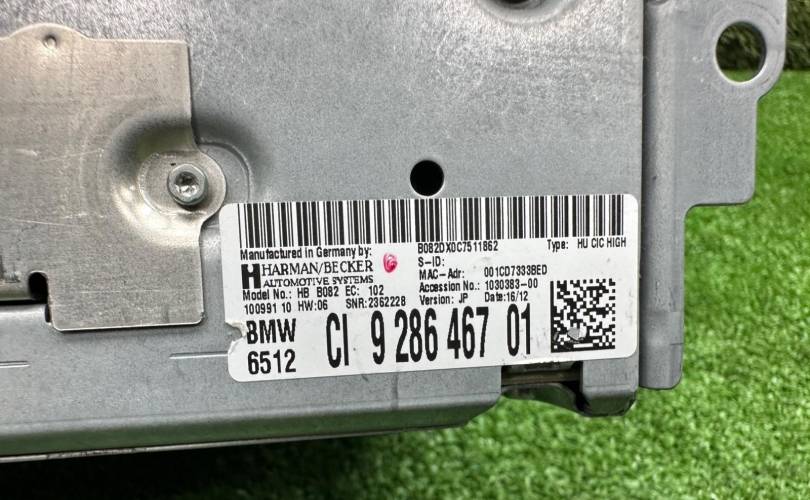 Manufactured in Germany by:
HARMAN/BECKER
AUTOMOTIVE SYSTEMS
Model No.: HB B082 EC: 102
100991 10 HW:06 SNR:2362228
B082DX0C7511862
Type: HU CIC HIGH
S-ID:
MAC-Adr: 001CD7333BED
Accession No.: 1030383-00
Version: JP Date:16/12
BMW
6512
CI 9 286 467 01